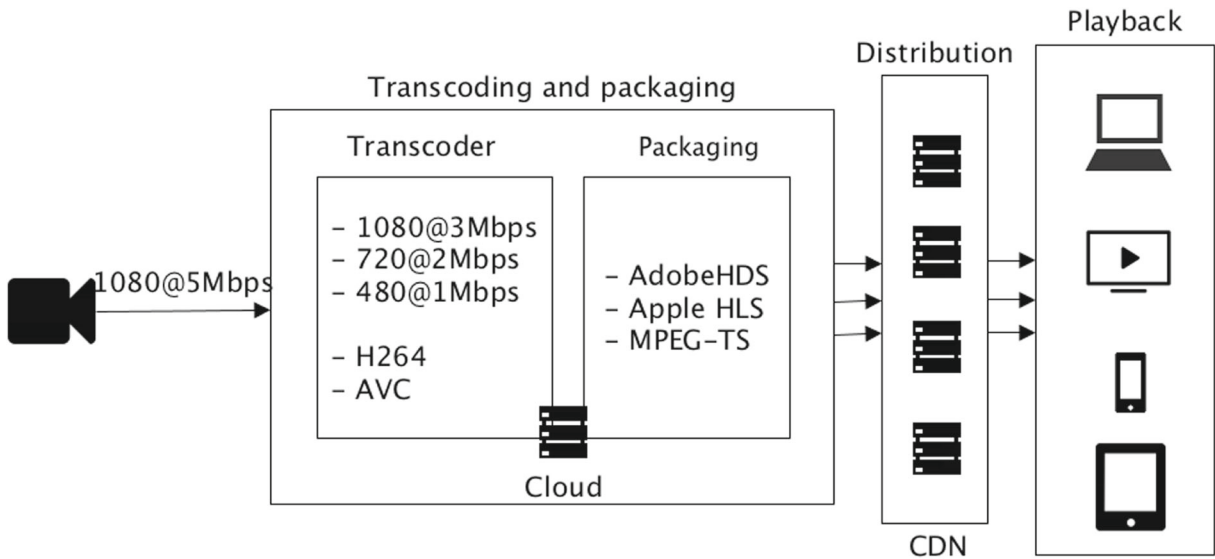 Playback
Distribution
Transcoding and packaging
Transcoder
Packaging
1080@5Mbps
- 1080@3Mbps
- 720@2Mbps
- 480@1Mbps
- H264
- AVC
- AdobeHDS
- Apple HLS
- MPEG-TS
Cloud
CDN